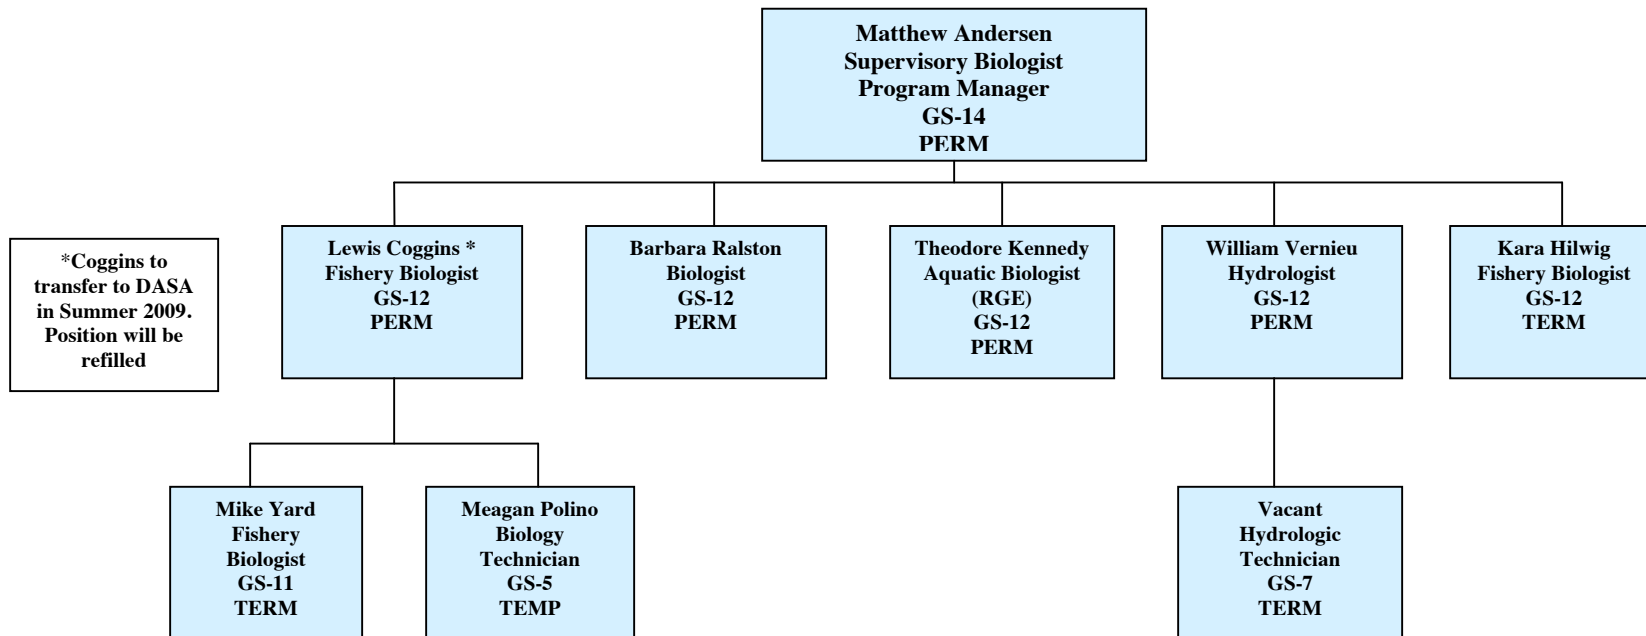 Matthew Andersen
Supervisory Biologist
Program Manager
GS-14
PERM
*Coggins to
transfer to DASA
in Summer 2009.
Position will be
refilled
Lewis Coggins *
Fishery Biologist
GS-12
PERM
Barbara Ralston
Biologist
GS-12
PERM
Theodore Kennedy
Aquatic Biologist
(RGE)
GS-12
PERM
William Vernieu
Hydrologist
GS-12
PERM
Kara Hilwig
Fishery Biologist
GS-12
TERM
Mike Yard
Fishery
Biologist
GS-11
TERM
Meagan Polino
Biology
Technician
GS-5
TEMP
Vacant
Hydrologic
Technician
GS-7
TERM